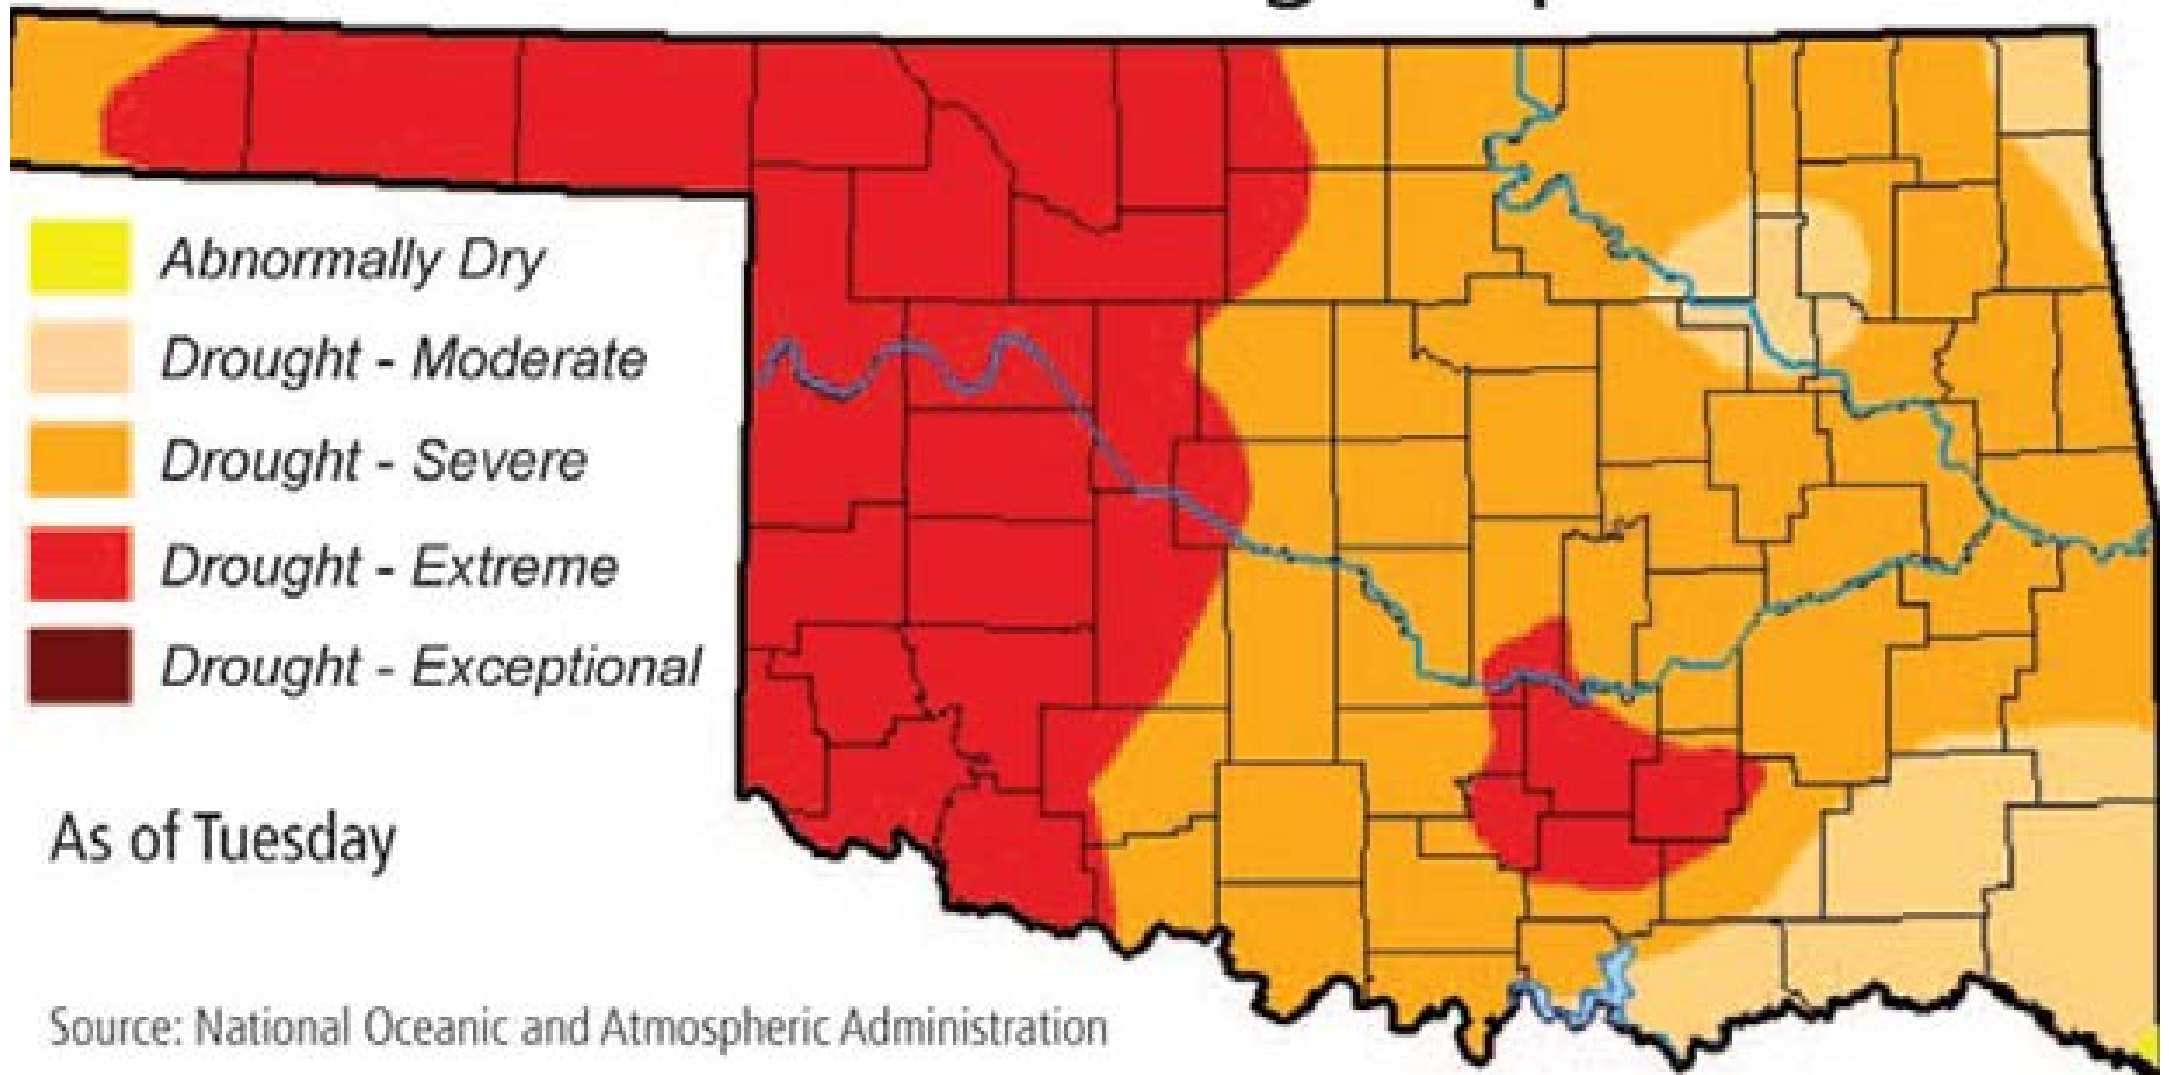 Abnormally Dry
Drought - Moderate
Drought - Severe
Drought - Extreme
Drought - Exceptional
As of Tuesday
Source: National Oceanic and Atmospheric Administration